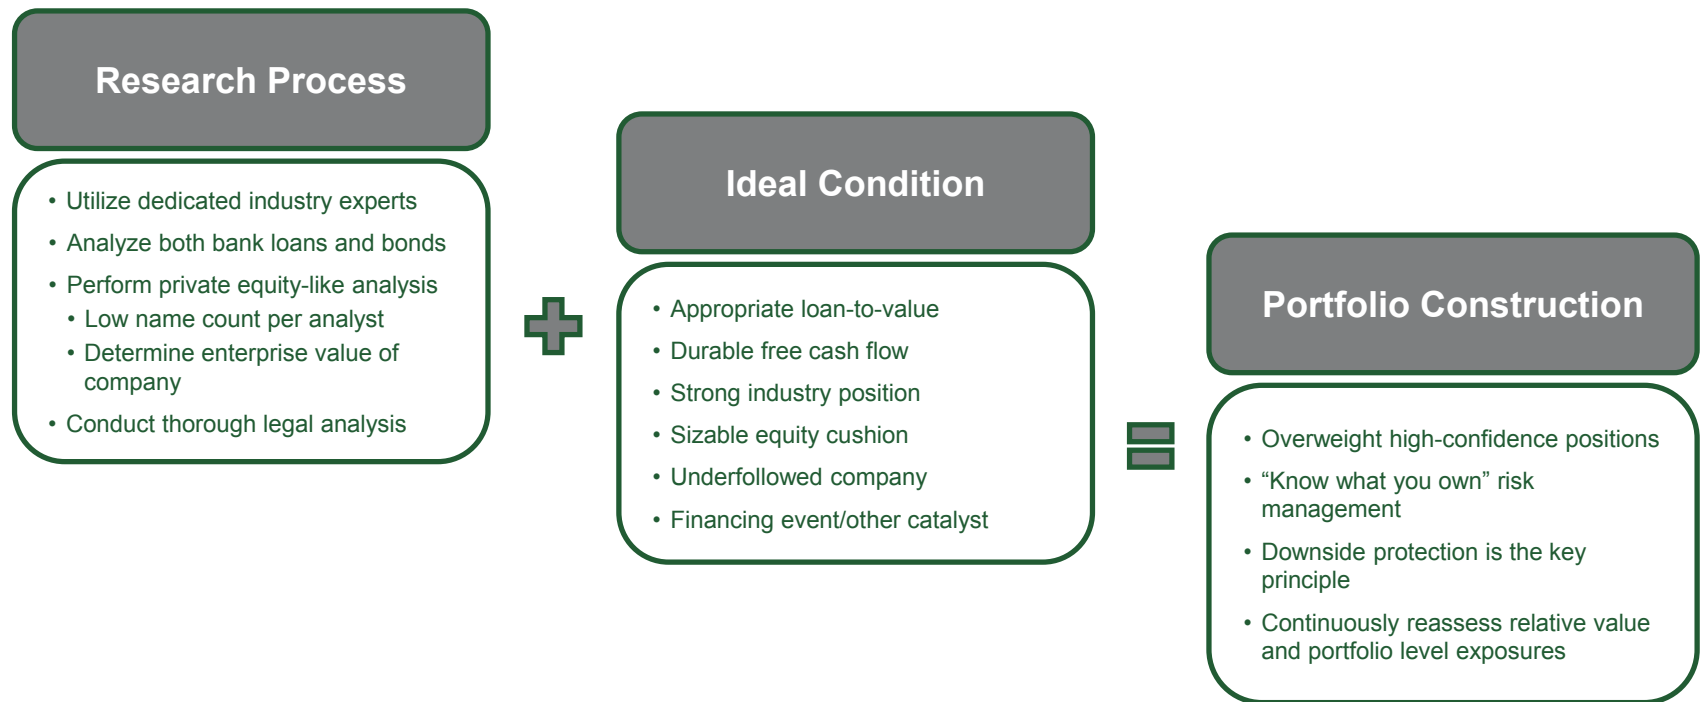 Research Process
• Utilize dedicated industry experts
• Analyze both bank loans and bonds
• Perform private equity-like analysis
• Low name count per analyst
• Determine enterprise value of
company
• Conduct thorough legal analysis
Ideal Condition
• Appropriate loan-to-value
• Durable free cash flow
• Strong industry position
• Sizable equity cushion
• Underfollowed company
• Financing event/other catalyst
Portfolio Construction
• Overweight high-confidence positions
• “Know what you own” risk
management
• Downside protection is the key
principle
• Continuously reassess relative value
and portfolio level exposures